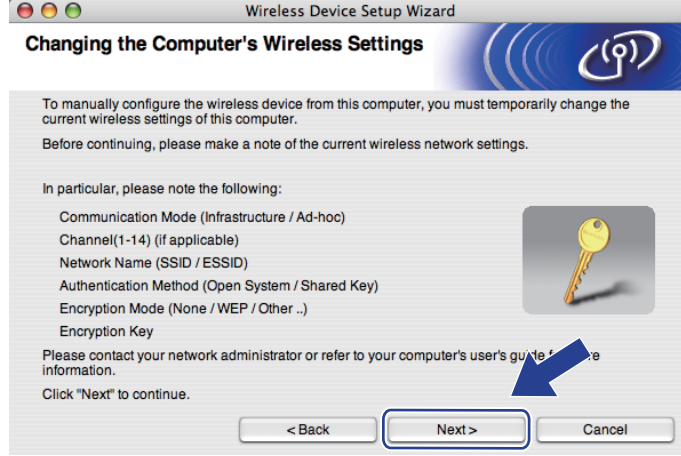 Wireless Device Setup Wizard
Changing the Computer's Wireless Settings
To manually configure the wireless device from this computer, you must temporarily change the
current wireless settings of this computer.
Before continuing, please make a note of the current wireless network settings.
In particular, please note the following:
Communication Mode (Infrastructure / Ad-hoc)
Channel(1-14) (if applicable)
Network Name (SSID / ESSID)
Authentication Method (Open System / Shared Key)
Encryption Mode (None / WEP / Other ..)
Encryption Key
Please contact your network administrator or refer to your computer's user's guide
information.
Click "Next" to continue.
< Back Next > Cancel